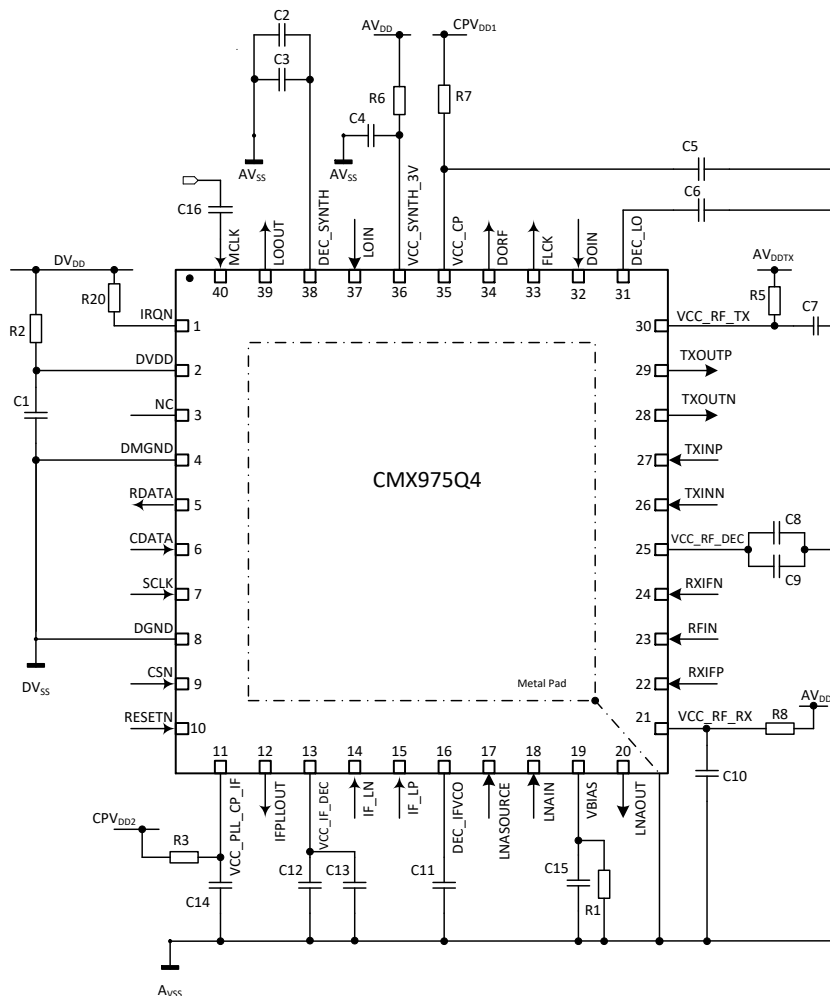 C2
C3
AVDD
CPVDD1
R6
R7
C4
C5
C6
AVSS
AVSS
C16
MCLK
LOOUT
DEC_SYNTH
LOIN
VCC_SYNTH_3V
VCC_CP
DORF
FLCK
DOIN
DEC_LO
40
39
38
37
36
35
34
33
32
31
DVDD
R20
R2
C1
AVDDTX
R5
C7
IRQN
1
DVDD
2
NC
3
DMGND
4
RDATA
5
CDATA
6
SCLK
7
DGND
8
CSN
9
RESETN
10
DVSS
CMX975Q4
Metal Pad
30
VCC_RF_TX
29
TXOUTP
28
TXOUTN
27
TXINP
26
TXINN
25
VCC_RF_DEC
C8
C9
24
RXIFN
23
RFIN
22
RXIFP
21
VCC_RF_RX
R8
AVDD
C10
11
12
13
14
15
16
17
18
19
20
VCC_PLL_CP_IF
IFPLLOUT
VCC_IF_DEC
IF_LN
IF_LP
DEC_IFVCO
LNASOURCE
LNAIN
VBIAS
LNAOUT
CPVDD2
R3
C14
C12
C13
C11
C15
R1
AVSS